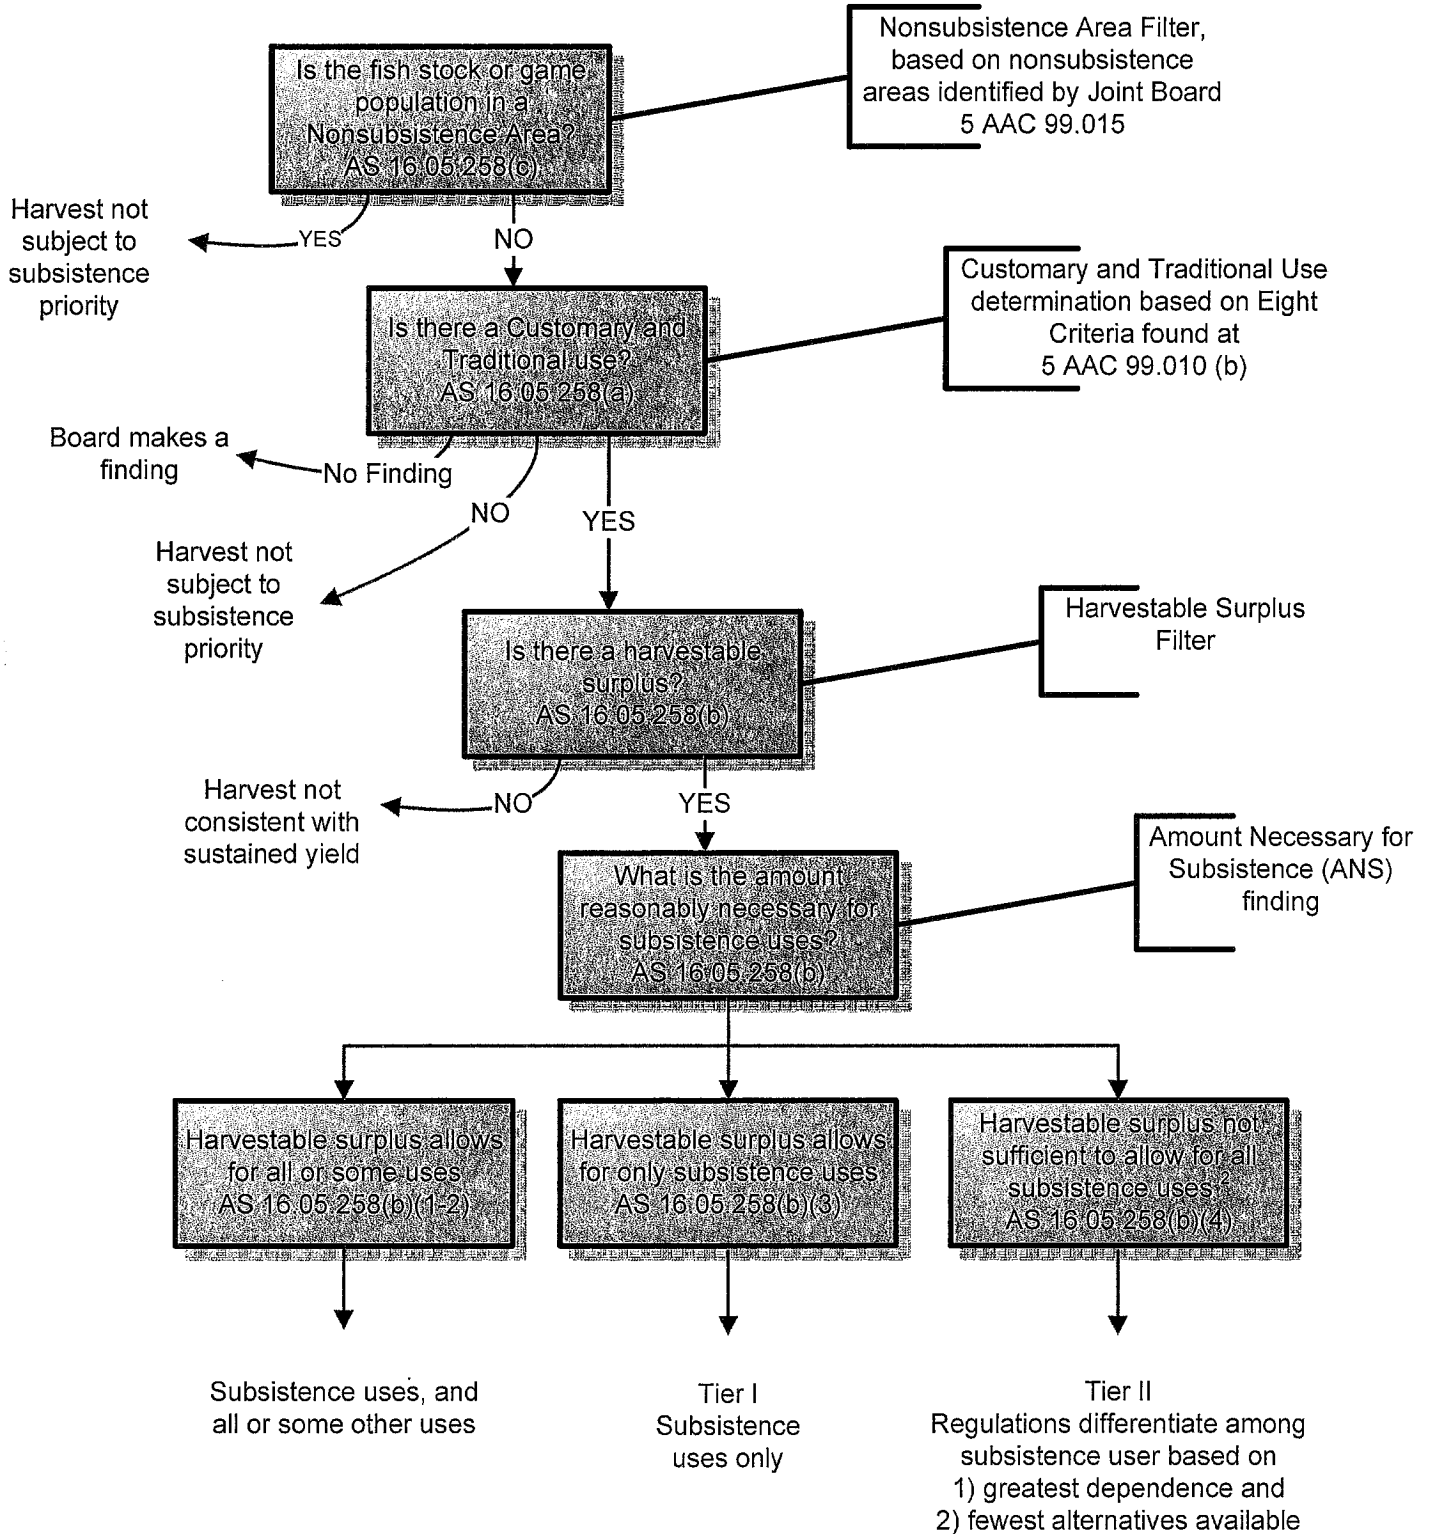 Nonsubsistence Area Filter,
based on nonsubsistence
areas identified by Joint Board
5 AAC 99.015
Is the fish stock or game
population in a
Nonsubsistence Area?
AS 16.05.258(c)
Harvest not
subject to
subsistence
priority
YES
NO
Customary and Traditional Use
determination based on Eight
Criteria found at
5 AAC 99.010 (b)
Is there a Customary and
Traditional use?
AS 16.05.258(a)
Board makes a
finding
No Finding
NO
YES
Harvest not
subject to
subsistence
priority
Harvestable Surplus
Filter
Is there a harvestable
surplus?
AS 16.05.258(b)
Harvest not
consistent with
sustained yield
NO
YES
Amount Necessary for
Subsistence (ANS)
finding
What is the amount
reasonably necessary for
subsistence uses?
AS 16.05.258(b)
Harvestable surplus allows
for all or some uses
AS 16.05.258(b)(1-2)
Harvestable surplus allows
for only subsistence uses
AS 16.05.258(b)(3)
Harvestable surplus not
sufficient to allow for all
subsistence uses 2
AS 16.05.258(b)(4)
Subsistence uses, and
all or some other uses
Tier I
Subsistence
uses only
Tier II
Regulations differentiate among
subsistence user based on
1) greatest dependence and
2) fewest alternatives available